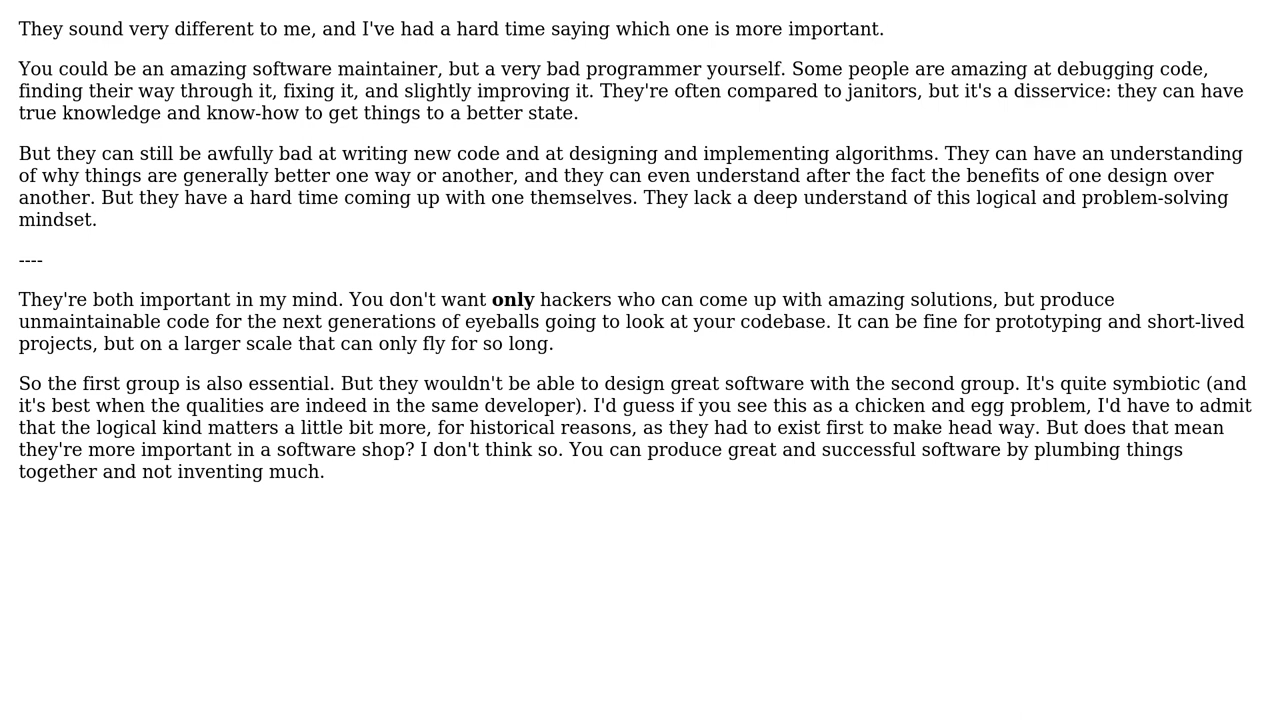 They sound very different to me, and I've had a hard time saying which one is more important.
You could be an amazing software maintainer, but a very bad programmer yourself. Some people are amazing at debugging code,
finding their way through it, fixing it, and slightly improving it. They're often compared to janitors, but it's a disservice: they can have
true knowledge and know-how to get things to a better state.
But they can still be awfully bad at writing new code and at designing and implementing algorithms. They can have an understanding
of why things are generally better one way or another, and they can even understand after the fact the benefits of one design over
another. But they have a hard time coming up with one themselves. They lack a deep understand of this logical and problem-solving
mindset.
----
They're both important in my mind. You don't want only hackers who can come up with amazing solutions, but produce
unmaintainable code for the next generations of eyeballs going to look at your codebase. It can be fine for prototyping and short-lived
projects, but on a larger scale that can only fly for so long.
So the first group is also essential. But they wouldn't be able to design great software with the second group. It's quite symbiotic (and
it's best when the qualities are indeed in the same developer). I'd guess if you see this as a chicken and egg problem, I'd have to admit
that the logical kind matters a little bit more, for historical reasons, as they had to exist first to make head way. But does that mean
they're more important in a software shop? I don't think so. You can produce great and successful software by plumbing things
together and not inventing much.